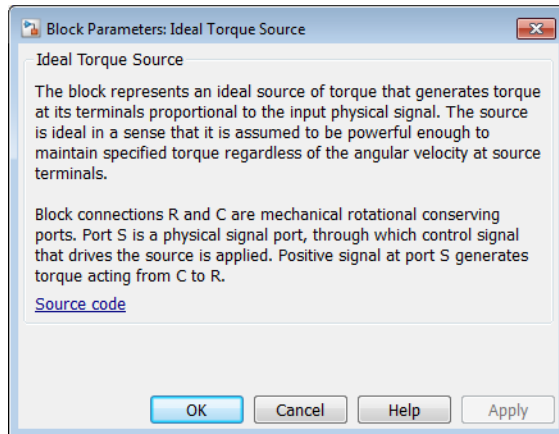 Block Parameters: Ideal Torque Source
Ideal Torque Source
The block represents an ideal source of torque that generates torque
at its terminals proportional to the input physical signal. The source
is ideal in a sense that it is assumed to be powerful enough to
maintain specified torque regardless of the angular velocity at source
terminals.
Block connections R and C are mechanical rotational conserving
ports. Port S is a physical signal port, through which control signal
that drives the source is applied. Positive signal at port S generates
torque acting from C to R.
Source code
OK Cancel Help Apply